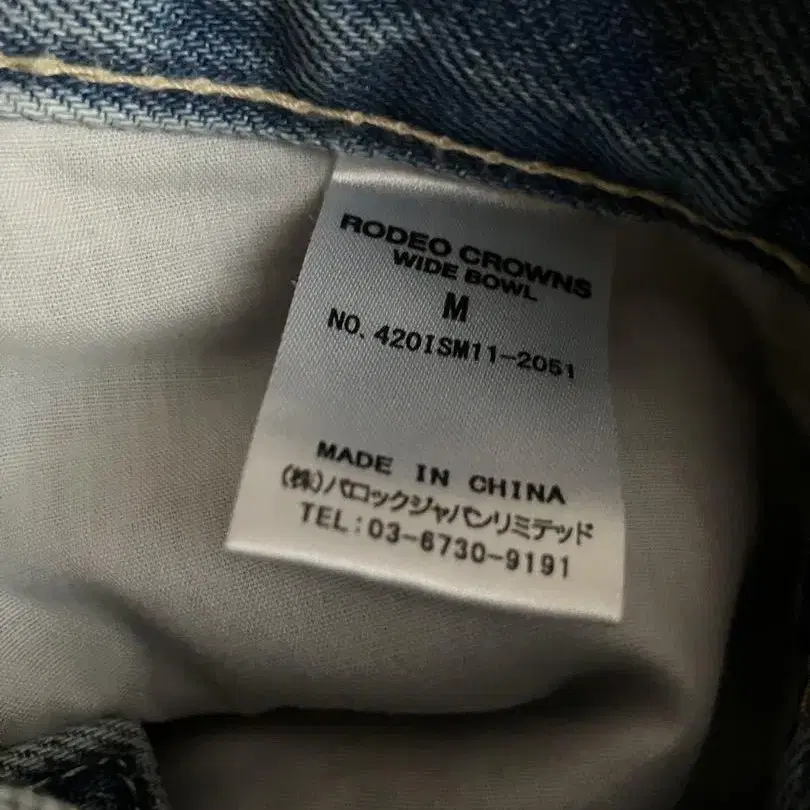 RODEO CROWNS
WIDE BOWL
M
NO. 420ISM11-2051
MADE IN CHINA
(株)バロックジャパンリミテッド
TEL:03-6730-9191